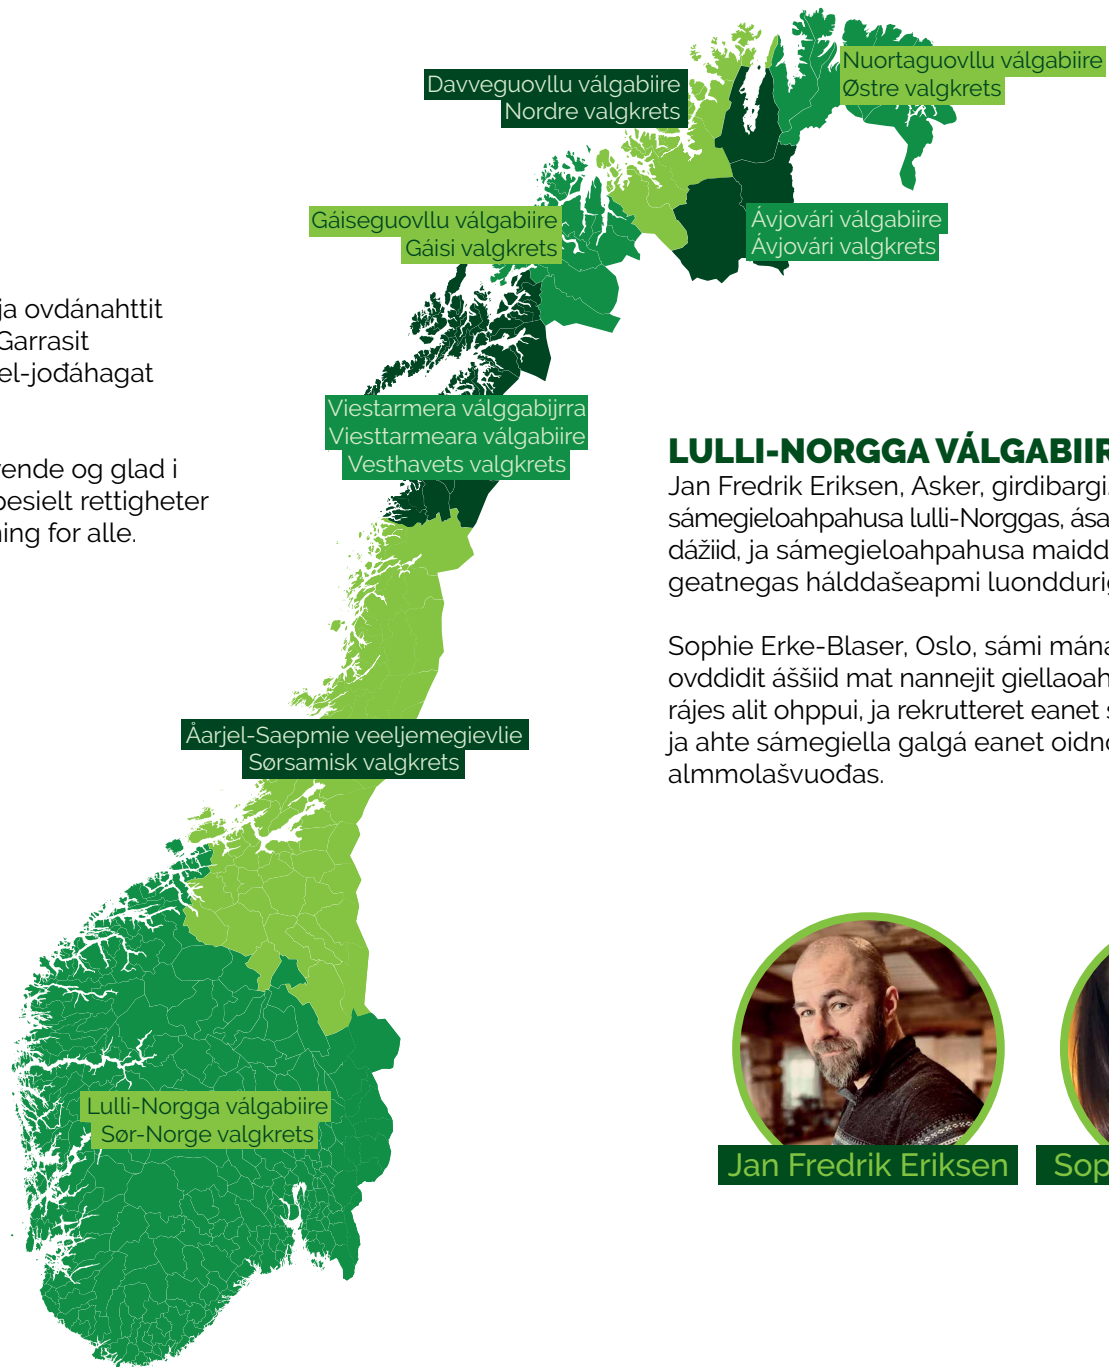 Nuortaguovllu válgabiire
Østre valgkrets
Davveguovllu válgabiire
Nordre valgkrets
Gáiseguovllu válgabiire
Gáisi valgkrets
Ávjovári válgabiire
Ávjovári valgkrets
ja ovdánahttit
Garrasit
el-jođáhagat
ende og glad i
pesielt rettigheter
ing for alle.
Viestarmera válggabijrra
Viesttarmeara válgabiire
Vesthavets valgkrets
LULLI-NORGGA VÁLGABIIR
Jan Fredrik Eriksen, Asker, girdibargi
sámegieloahpahusa lulli-Norggas, ása
dážiid, ja sámegieloahpahusa maidd
geatnegas hálddašeapmi luondduri
Sophie Erke-Blaser, Oslo, sámi mána
ovddidit áššiid mat nannejit giellaoah
rájes alit ohppui, ja rekrutteret eanet
ja ahte sámegiella galgá eanet oidno
almmolašvuođas.
Åarjel-Saepmie veeljemegievlie
Sørsamisk valgkrets
Lulli-Norgga válgabiire
Sør-Norge valgkrets
Jan Fredrik Eriksen
Sop